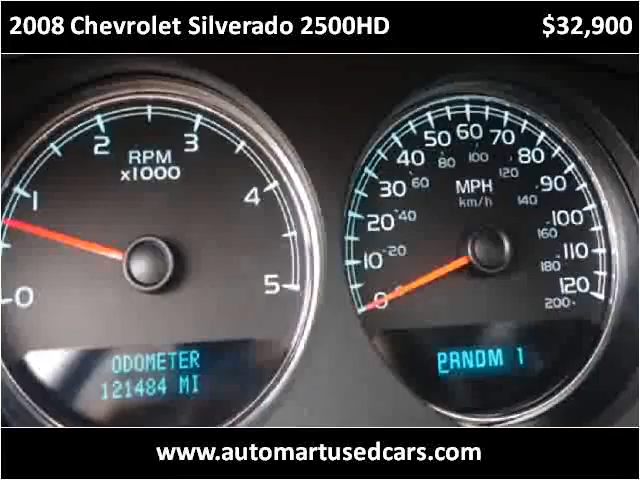 2008 Chevrolet Silverado 2500HD $32,900
0 1 2 3 4 5
RPM
x1000
ODOMETER
121484 MI
0 10 20 30 40 50 60 70 80 90 100 110 120
20 40 60 80 100 120 140 160 180 200
MPH
km/h
PRNDM 1
www.automartusedcars.com